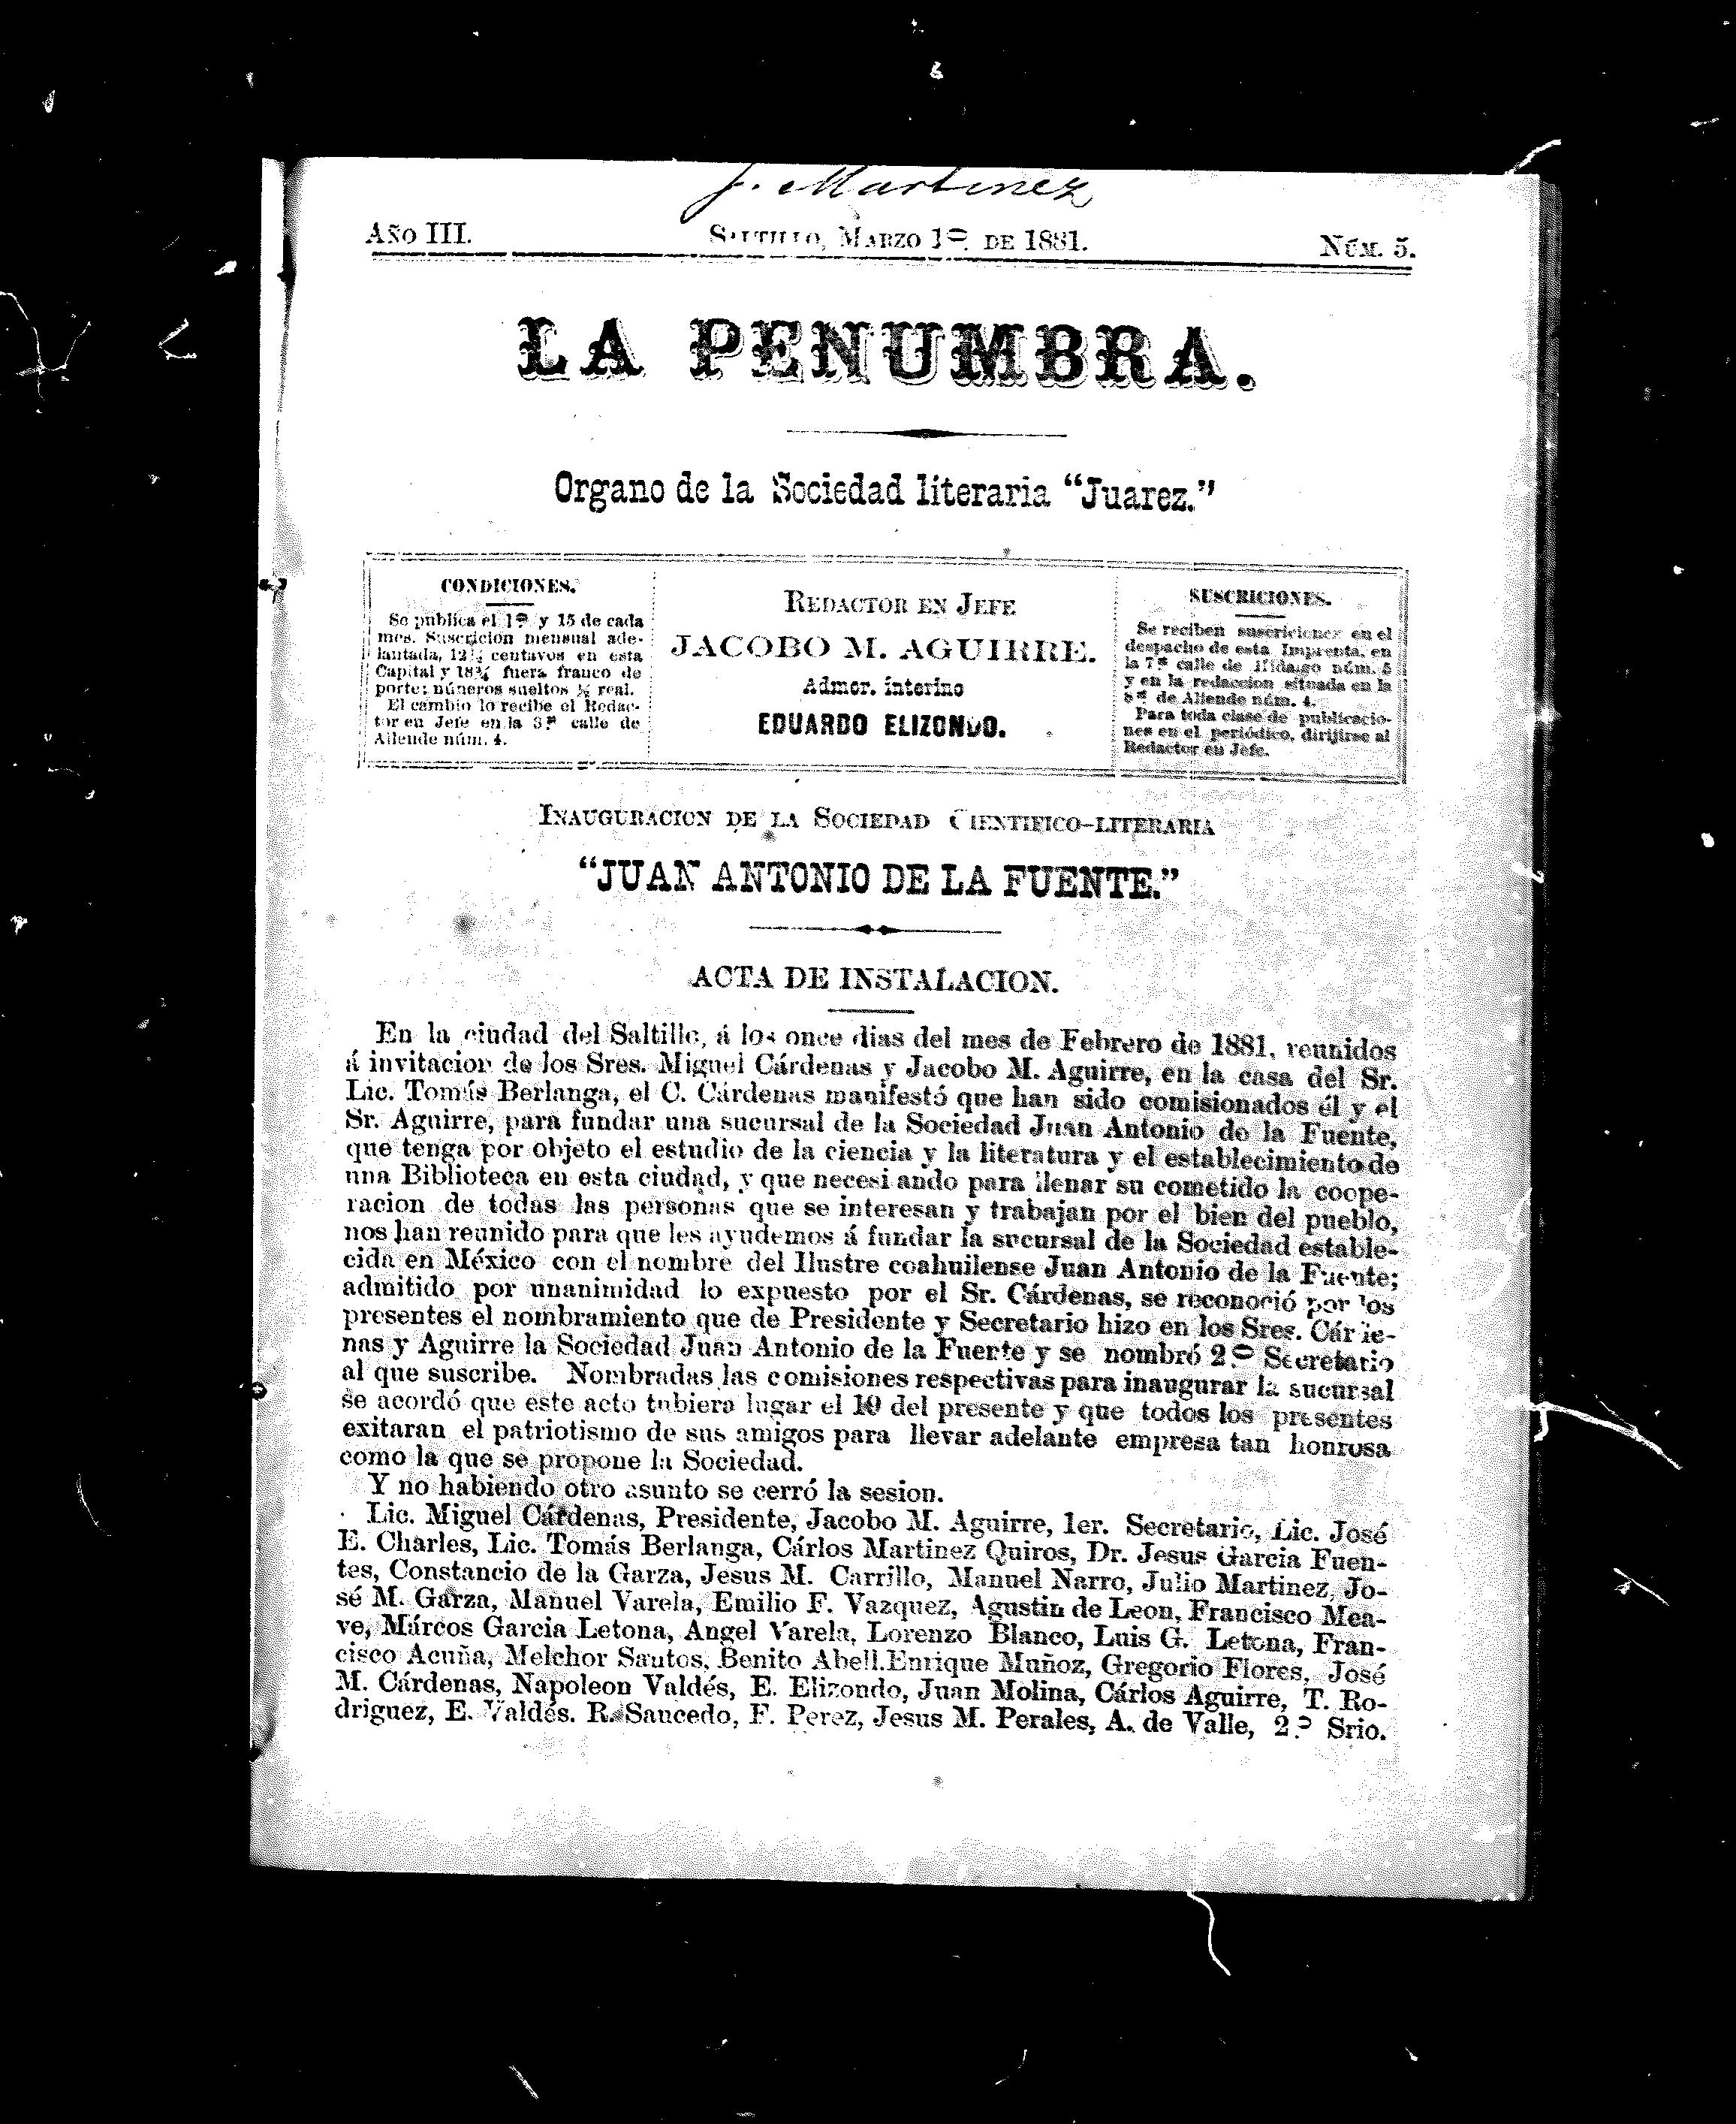 J. Martinez
Año III.
Saltillo, Marzo 1º de 1881.
Núm. 5.
LA PENUMBRA.
Organo de la Sociedad literaria “Juarez.”
CONDICIONES.
Se publica el 1º y 15 de cada
mes. Suscricion mensual ade-
lantada, 12½ centavos en esta
Capital y 18¾ fuera franco de
porte; números sueltos ½ real.
El cambio lo recibe el Redac-
tor en Jefe en la 8ª calle de
Allende núm. 4.
Redactor en Jefe
JACOBO M. AGUIRRE.
Admor. interino
EDUARDO ELIZONDO.
SUSCRICIONES.
Se reciben suscriciones en el
despacho de esta Imprenta, en
la 7ª calle de Hidalgo núm. 5
y en la redaccion situada en la
8ª de Allende núm. 4.
Para toda clase de publicacio-
nes en el periódico, dirijirse al
Redactor en Jefe.
Inauguracion de la Sociedad Cientifico-literaria
“JUAN ANTONIO DE LA FUENTE.”
ACTA DE INSTALACION.
En la ciudad del Saltillo, á los once dias del mes de Febrero de 1881, reunidos
á invitacion de los Sres. Miguel Cárdenas y Jacobo M. Aguirre, en la casa del Sr.
Lic. Tomás Berlanga, el C. Cárdenas manifestó que han sido comisionados él y el
Sr. Aguirre, para fundar una sucursal de la Sociedad Juan Antonio de la Fuente,
que tenga por objeto el estudio de la ciencia y la literatura y el establecimiento de
una Biblioteca en esta ciudad, y que necesitando para llenar su cometido la coope-
racion de todas las personas que se interesan y trabajan por el bien del pueblo,
nos han reunido para que les ayudemos á fundar la sucursal de la Sociedad estable-
cida en México con el nombre del Ilustre coahuilense Juan Antonio de la Fuente;
admitido por unanimidad lo expuesto por el Sr. Cárdenas, se reconoció por los
presentes el nombramiento que de Presidente y Secretario hizo en los Sres. Cárde-
nas y Aguirre la Sociedad Juan Antonio de la Fuente y se nombró 2º Secretario
al que suscribe. Nombradas las comisiones respectivas para inaugurar la sucursal
se acordó que este acto tubiera lugar el 19 del presente y que todos los presentes
exitaran el patriotismo de sus amigos para llevar adelante empresa tan honrosa
como la que se propone la Sociedad.
Y no habiendo otro asunto se cerró la sesion.
Lic. Miguel Cárdenas, Presidente, Jacobo M. Aguirre, 1er. Secretario, Lic. José
E. Charles, Lic. Tomás Berlanga, Cárlos Martinez Quiros, Dr. Jesus Garcia Fuen-
tes, Constancio de la Garza, Jesus M. Carrillo, Manuel Narro, Julio Martinez, Jo-
sé M. Garza, Manuel Varela, Emilio F. Vazquez, Agustin de Leon, Francisco Mea-
ve, Márcos Garcia Letona, Angel Varela, Lorenzo Blanco, Luis G. Letona, Fran-
cisco Acuña, Melchor Santos, Benito Abell. Enrique Muñoz, Gregorio Flores, José
M. Cárdenas, Napoleon Valdés, E. Elizondo, Juan Molina, Cárlos Aguirre, T. Ro-
driguez, E. Valdés. R. Saucedo, F. Perez, Jesus M. Perales, A. de Valle, 2º Srio.